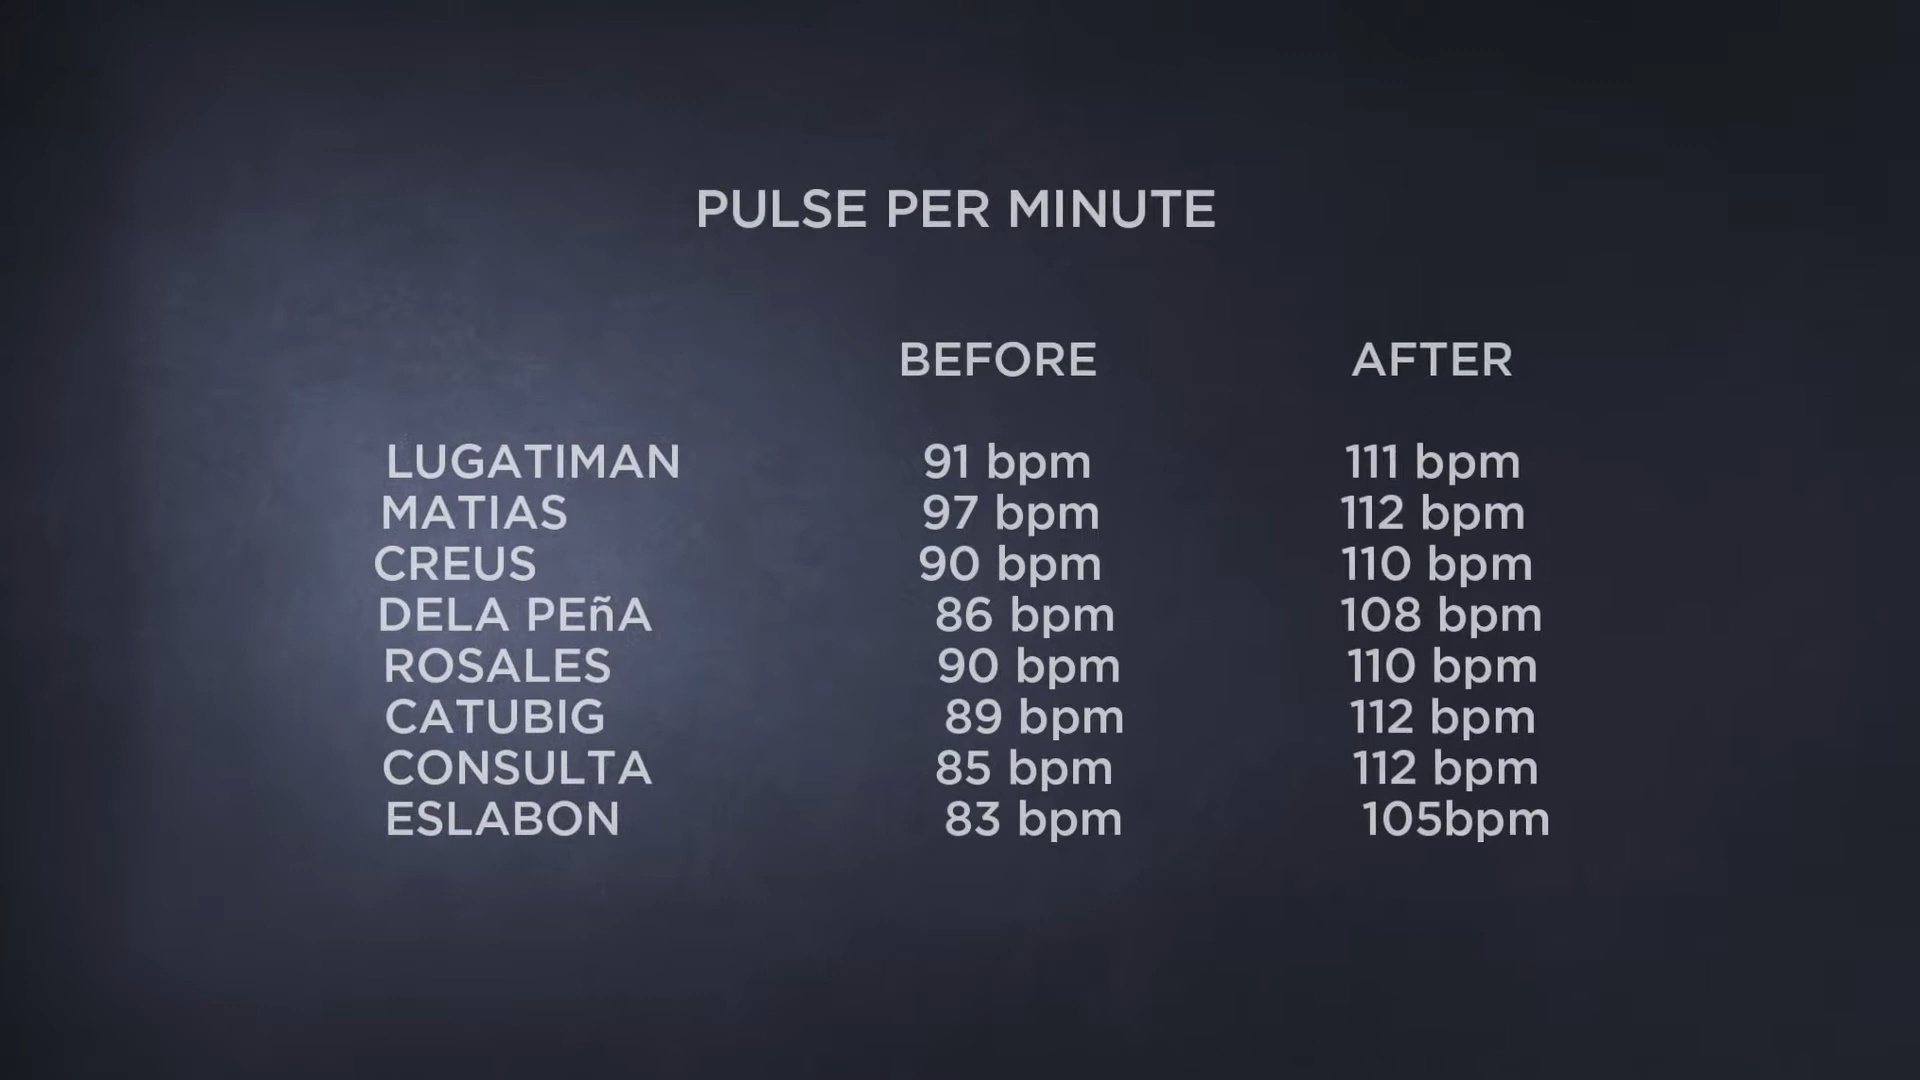 PULSE PER MINUTE
BEFORE AFTER
LUGATIMAN 91 bpm 111 bpm
MATIAS 97 bpm 112 bpm
CREUS 90 bpm 110 bpm
DELA PEñA 86 bpm 108 bpm
ROSALES 90 bpm 110 bpm
CATUBIG 89 bpm 112 bpm
CONSULTA 85 bpm 112 bpm
ESLABON 83 bpm 105bpm